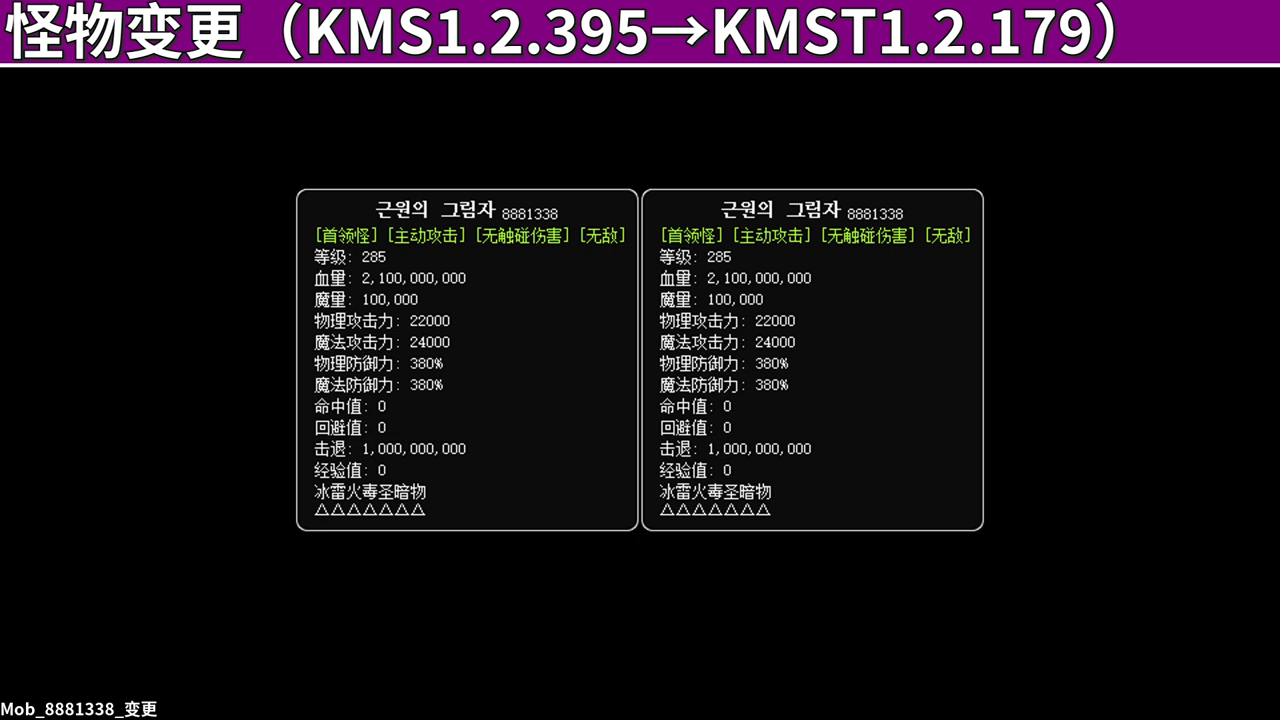 怪物变更（KMS1.2.395→KMST1.2.179）
근원의 그림자 8881338
[首领怪] [主动攻击] [无触碰伤害] [无敌]
等级: 285
血量: 2,100,000,000
魔量: 100,000
物理攻击力: 22000
魔法攻击力: 24000
物理防御力: 380%
魔法防御力: 380%
命中值: 0
回避值: 0
击退: 1,000,000,000
经验值: 0
冰雷火毒圣暗物
△△△△△△△
근원의 그림자 8881338
[首领怪] [主动攻击] [无触碰伤害] [无敌]
等级: 285
血量: 2,100,000,000
魔量: 100,000
物理攻击力: 22000
魔法攻击力: 24000
物理防御力: 380%
魔法防御力: 380%
命中值: 0
回避值: 0
击退: 1,000,000,000
经验值: 0
冰雷火毒圣暗物
△△△△△△△
Mob_8881338_变更